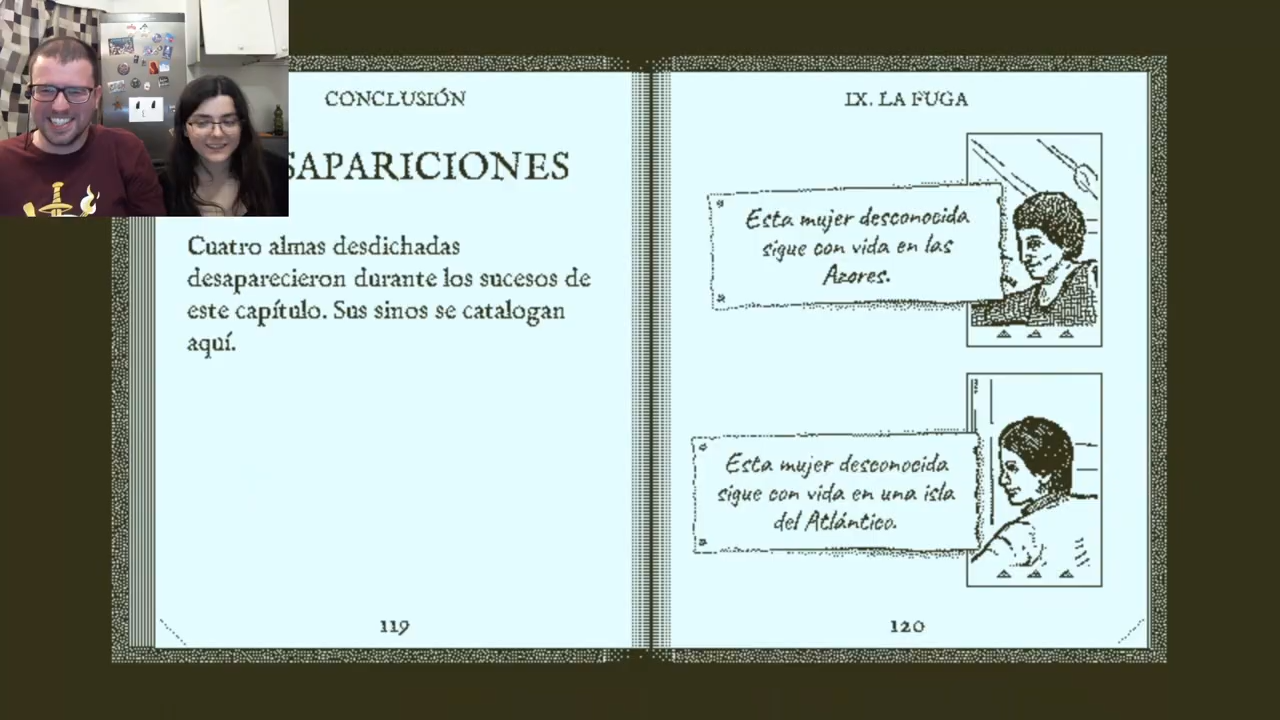 CONCLUSIÓN
SAPARICIONES
Cuatro almas desdichadas
desaparecieron durante los sucesos de
este capítulo. Sus sinos se catalogan
aquí.
119
IX. LA FUGA
Esta mujer desconocida
sigue con vida en las
Azores.
Esta mujer desconocida
sigue con vida en una isla
del Atlántico.
120